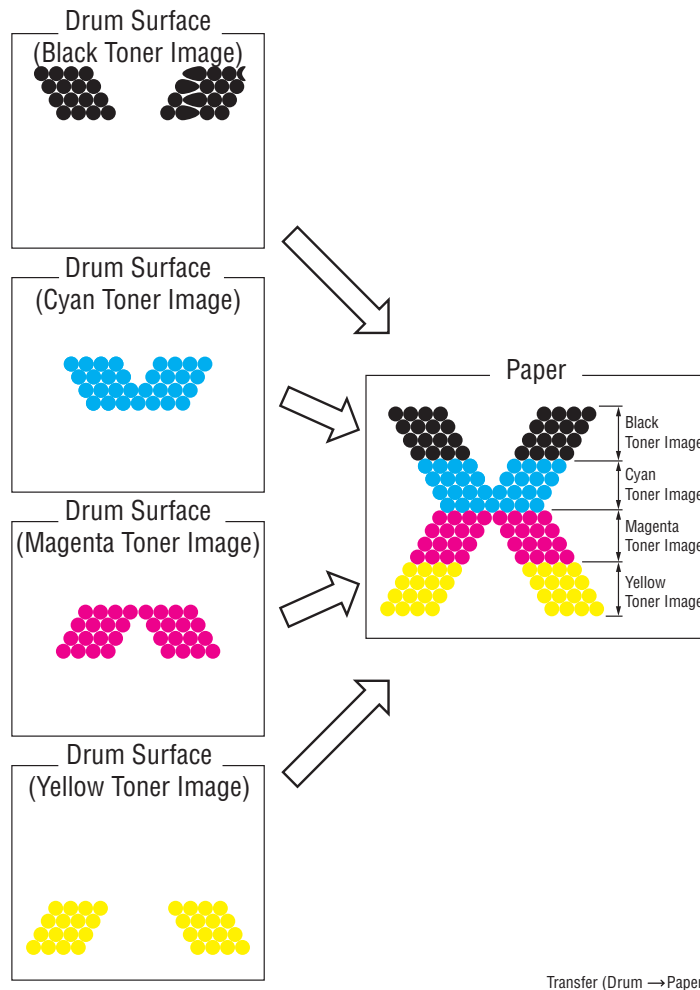 Drum Surface
(Black Toner Image)
Drum Surface
(Cyan Toner Image)
Drum Surface
(Magenta Toner Image)
Drum Surface
(Yellow Toner Image)
Paper
Black
Toner Image
Cyan
Toner Image
Magenta
Toner Image
Yellow
Toner Image
Transfer (Drum → Paper